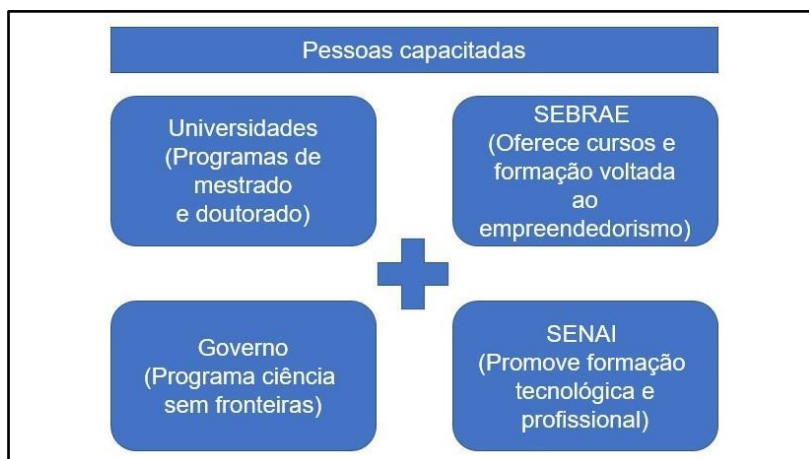 Pessoas capacitadas
Universidades
(Programas de
mestrado
e doutorado)
SEBRAE
(Oferece cursos e
formação voltada
ao
empreendedorismo)
Governo
(Programa ciência
sem fronteiras)
SENAI
(Promove formação
tecnológica e
profissional)